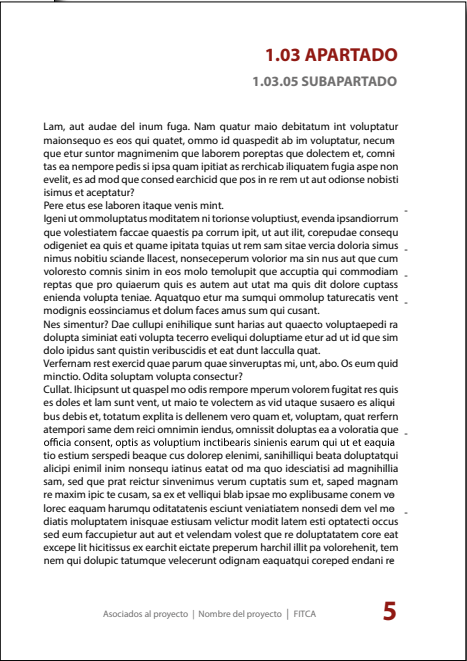 1.03 APARTADO
1.03.05 SUBAPARTADO
Lam, aut audae del inum fuga. Nam quatur maio debitatum int voluptatur
maionsequo es eos qui quatet, ommo id quaspedit ab im voluptatur, necum-
que etur suntor magnimenim que laborem poreptas que dolectem et, comni-
tas ea nempore pedis si ipsa quam ipitiat as rerchicab iliquatem fugia aspe non
evelit, es ad mod que consed earchicid que pos in re rem ut aut odionse nobisti
isimus et aceptatur?
Pere etus ese laboren itaque venis mint.
Igeni ut ommoluptatus moditatem ni torionse voluptiust, evenda ipsandiorrum
que volestiatem faccae quaestis pa corrum ipit, ut aut ilit, corepudae consequ-
odigeniet ea quis et quame ipitata tquias ut rem sam sitae vercia doloria simus
nimus nobitiu sciande llacest, nonseceperum volorior ma sin nus aut que cum-
voloresto comnis sinim in eos molo temolupit que accuptia qui commodiam-
reptas que pro quiaerum quis es autem aut utat ma quis dit dolore cuptass-
enienda volupta teniae. Aquatquo etur ma sumqui ommolup taturecatis vent-
modignis eossinciamus et dolum faces amus sum qui cusant.
Nes simentur? Dae cullupi enihilique sunt harias aut quaecto voluptaepedi ra
dolupta siminiat eati volupta tecerro eveliqui doluptiame etur ad ut id que sim
dolo ipidus sant quistin veribuscidis et eat dunt lacculla quat.
Verfernam rest exercid quae parum quae sinveruptas mi, unt, abo. Os eum quid
minctio. Odita soluptam volupta consectur?
Cullat. Ihicipsunt ut quaspel mo odis rempore mperum volorem fugitat res quis
es doles et lam sunt vent, ut maio te volectem as vid utaque susaero es aliqui-
bus debis et, totatum explita is dellenem vero quam et, voluptam, quat rerfern
atempori same dem reici omnimin iendus, omnissit doluptas ea a voloratia que-
officia consent, optis as voluptium inctibearis sinienis earum qui ut et eaquia-
tio estium serspedi beaque cus dolorep elenimi, sanihilliqui beata doluptatqui
alicipi enimil inim nonsequ iatinus eatat od ma quo idesciatisi ad magnihillia
sam, sed que prat reictur sinvenimus verum cuptatis sum et, saped magnam
re maxim ipic te cusam, sa ex et velliqui blab ipsae mo explibusame conem ve-
lorec eaquam harumqu oditatatenis esciunt veniatiatem nonsedi dem vel mo-
diatis moluptatem inisquae estiusam velictur modit latem esti optatecti occus
sed eum faccupietur aut aut et velendam volest que re doluptatatem core eat
excepe lit hicitissus ex earchit eictate preperum harchil illit pa volorehenit, tem
nem qui dolupic tatumque velecerunt odignam eaquatqui coreped endani re-
Asociados al proyecto | Nombre del proyecto | FITCA
5